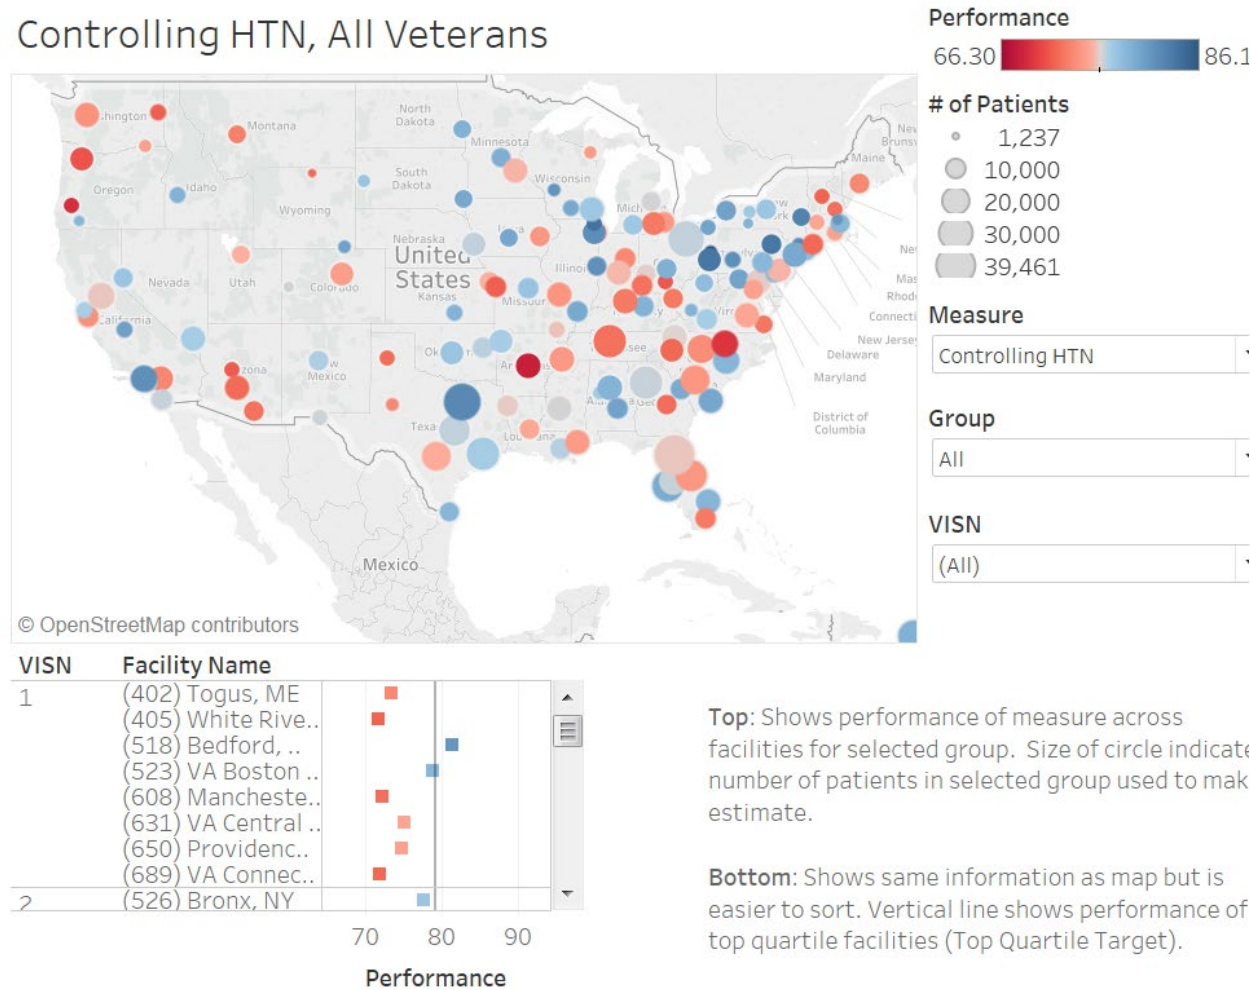 Controlling HTN, All Veterans
Performance
66.30
86.1
# of Patients
1,237
10,000
20,000
30,000
39,461
Measure
Controlling HTN
Group
All
VISN
(All)
North
Dakota
Montana
Minnesota
Maine
New
South
Dakota
Wisconsin
Oregon
Idaho
Wyoming
Nebraska
United
States
Nevada
Utah
Kansas
New
Mexico
Rhod
Connecti
New Jersey
Delaware
Maryland
District of
Columbia
Mexico
© OpenStreetMap contributors
VISN Facility Name
1 (402) Togus, ME
(405) White Rive..
(518) Bedford, ..
(523) VA Boston ..
(608) Mancheste..
(631) VA Central ..
(650) Providenc..
(689) VA Connec..
2 (526) Bronx, NY
70 80 90
Performance
Top: Shows performance of measure across
facilities for selected group. Size of circle indicate
number of patients in selected group used to mak
estimate.
Bottom: Shows same information as map but is
easier to sort. Vertical line shows performance of
top quartile facilities (Top Quartile Target).